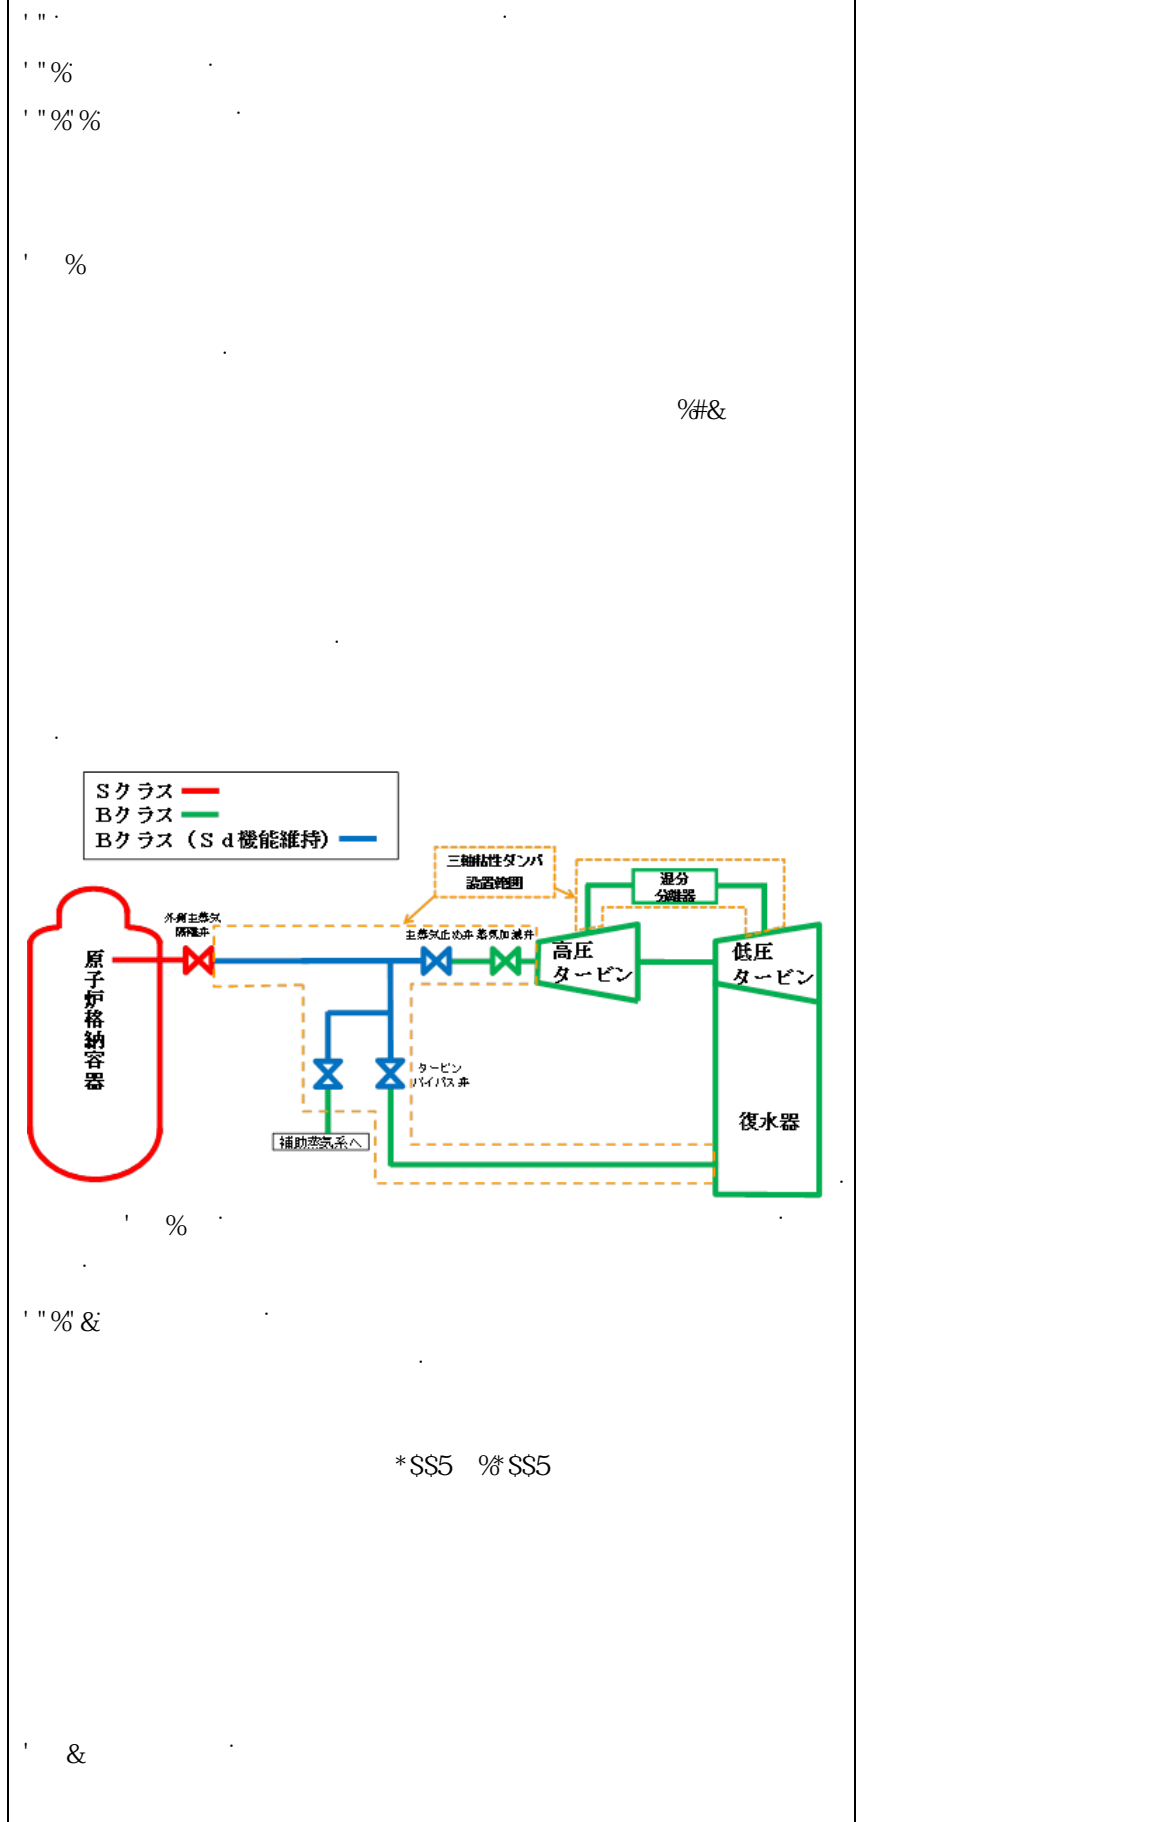 ' "
' "%
' "%"%
' %
%#&
Sクラス
Bクラス
Bクラス（Ｓｄ機能維持）
三軸粘性ダンパ
設置範囲
湿分
分離器
外側主蒸気
隔離弁
主蒸気止め弁 蒸気加減弁
高圧
タービン
低圧
タービン
原子炉格納容器
タービン
バイパス弁
復水器
補助蒸気系へ
' %
' "%"&
*$$5 %*$$5
' &